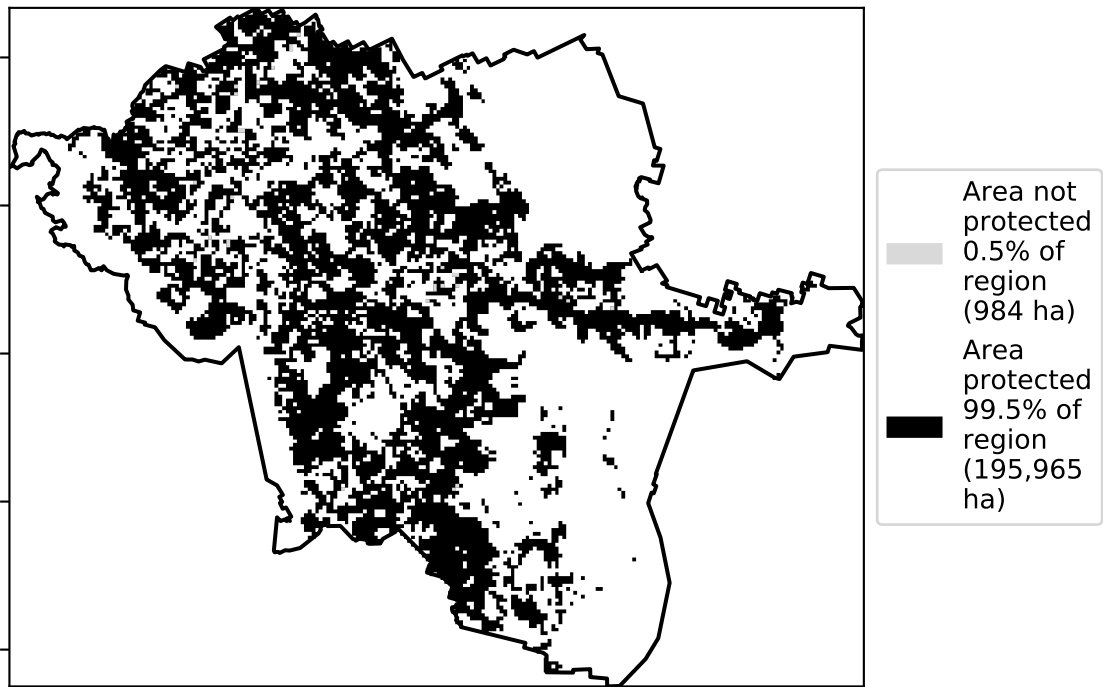 Area not
protected
0.5% of
region
(984 ha)
Area
protected
99.5% of
region
(195,965
ha)